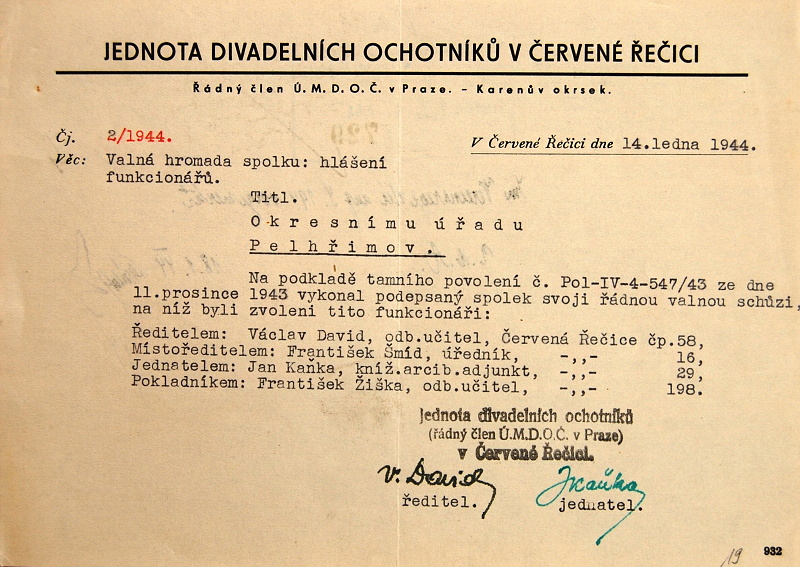 JEDNOTA DIVADELNÍCH OCHOTNÍKŮ V ČERVENÉ ŘEČICI
Řádný člen Ú. M. D. O. Č. v Praze. – Karenův okrsek.
Čj. 2/1944.
V Červené Řečici dne 14.ledna 1944.
Věc: Valná hromada spolku: hlášení
funkcionářů.
Titl.
Okresnímu úřadu
Pelhřimov.
Na podkladě tamního povolení č. Pol-IV-4-547/43 ze dne
11.prosince 1943 vykonal podepsaný spolek svoji řádnou valnou schůzi,
na níž byli zvoleni tito funkcionáři:
Ředitelem: Václav David, odb.učitel, Červená Řečice čp.58,
Místoředitelem: František Šmíd, úředník, -,,- 16,
Jednatelem: Jan Kaňka, kníž.arcib.adjunkt, -,,- 29,
Pokladníkem: František Žiška, odb.učitel, -,,- 198.
Jednota divadelních ochotníků
(řádný člen Ú.M.D.O.Č. v Praze)
v Červené Řečici.
V. David JKaňka
ředitel. jednatel.
19 932